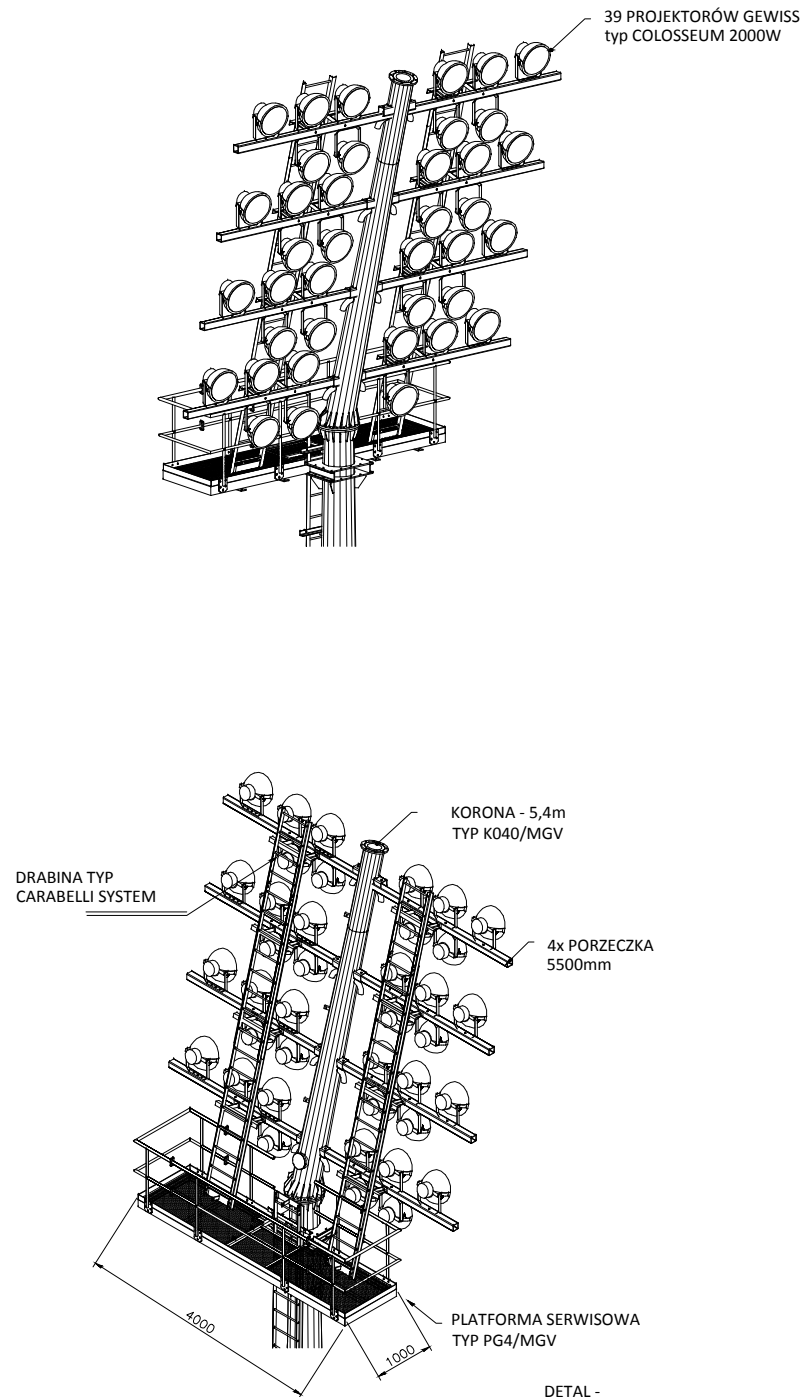 39 PROJEKTORÓW GEWISS
typ COLOSSEUM 2000W
KORONA - 5,4m
TYP K040/MGV
DRABINA TYP
CARABELLI SYSTEM
4x PORZECZKA
5500mm
4000
1000
PLATFORMA SERWISOWA
TYP PG4/MGV
DETAL -